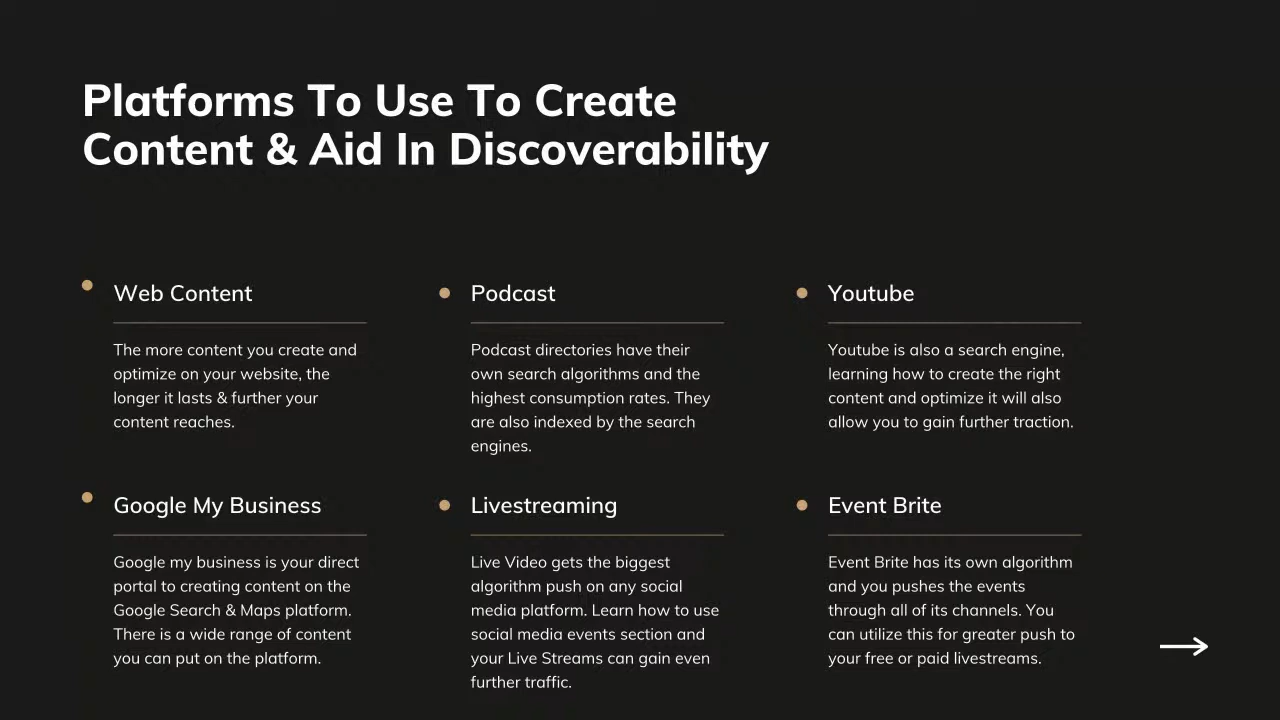 Platforms To Use To Create
Content & Aid In Discoverability
Web Content
The more content you create and
optimize on your website, the
longer it lasts & further your
content reaches.
Podcast
Podcast directories have their
own search algorithms and the
highest consumption rates. They
are also indexed by the search
engines.
Youtube
Youtube is also a search engine,
learning how to create the right
content and optimize it will also
allow you to gain further traction.
Google My Business
Google my business is your direct
portal to creating content on the
Google Search & Maps platform.
There is a wide range of content
you can put on the platform.
Livestreaming
Live Video gets the biggest
algorithm push on any social
media platform. Learn how to use
social media events section and
your Live Streams can gain even
further traffic.
Event Brite
Event Brite has its own algorithm
and you pushes the events
through all of its channels. You
can utilize this for greater push to
your free or paid livestreams.